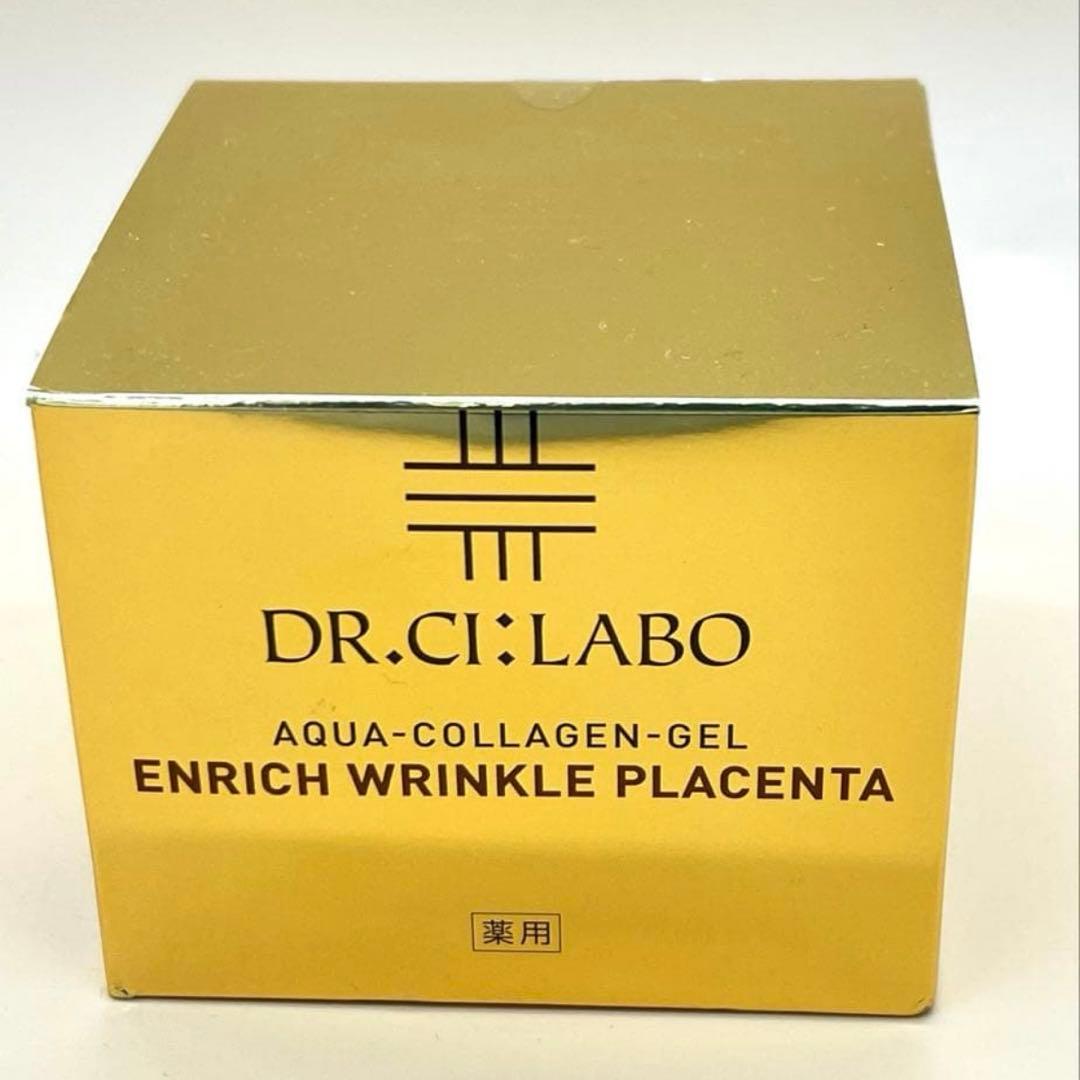 DR.CI:LABO
AQUA-COLLAGEN-GEL
ENRICH WRINKLE PLACENTA
薬用